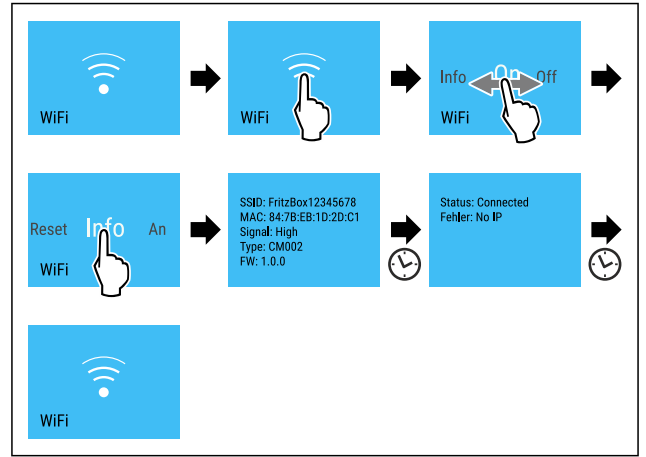 WiFi
WiFi
Info On Off
WiFi
Reset Info An
WiFi
SSID: FritzBox12345678
MAC: 84:7B:EB:1D:2D:C1
Signal: High
Type: CM002
FW: 1.0.0
Status: Connected
Fehler: No IP
WiFi